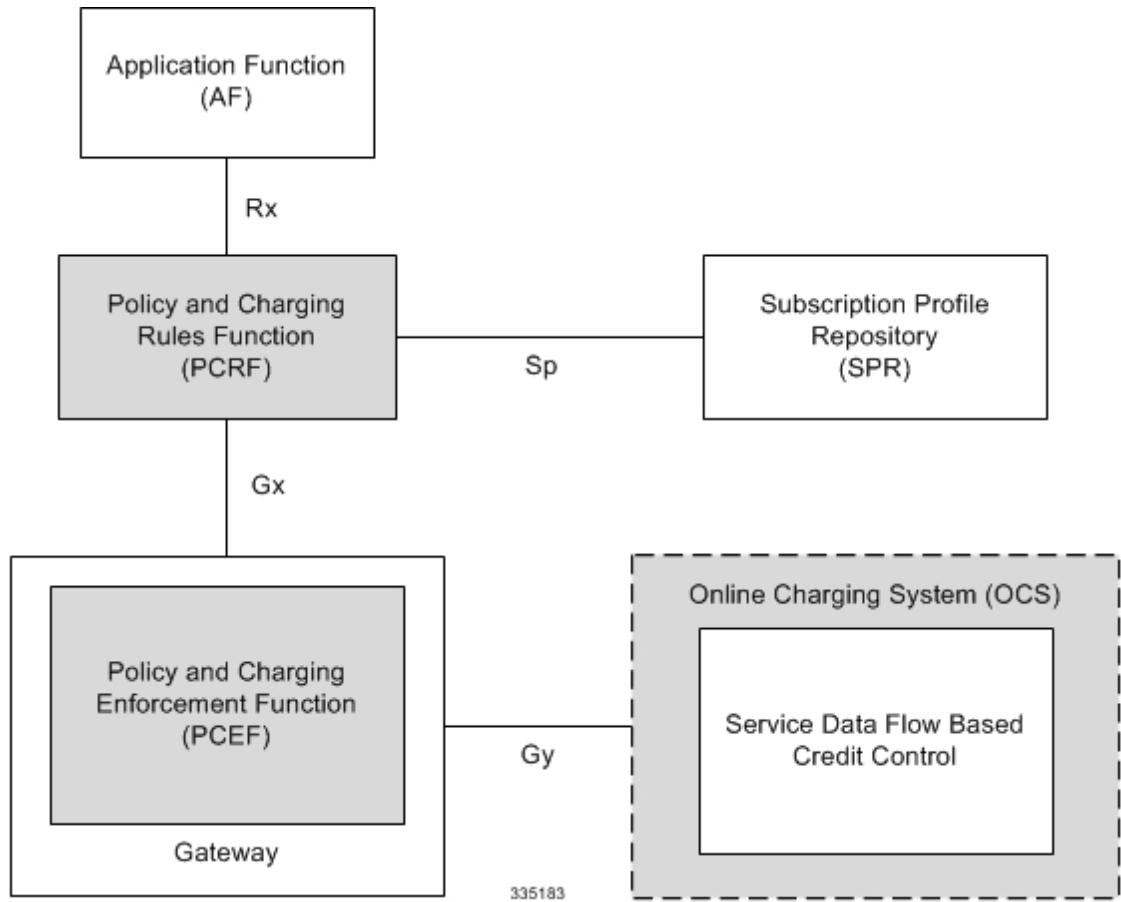 Application Function
(AF)
Rx
Policy and Charging
Rules Function
(PCRF)
Sp
Subscription Profile
Repository
(SPR)
Gx
Policy and Charging
Enforcement Function
(PCEF)
Gateway
Gy
Online Charging System (OCS)
Service Data Flow Based
Credit Control
335183